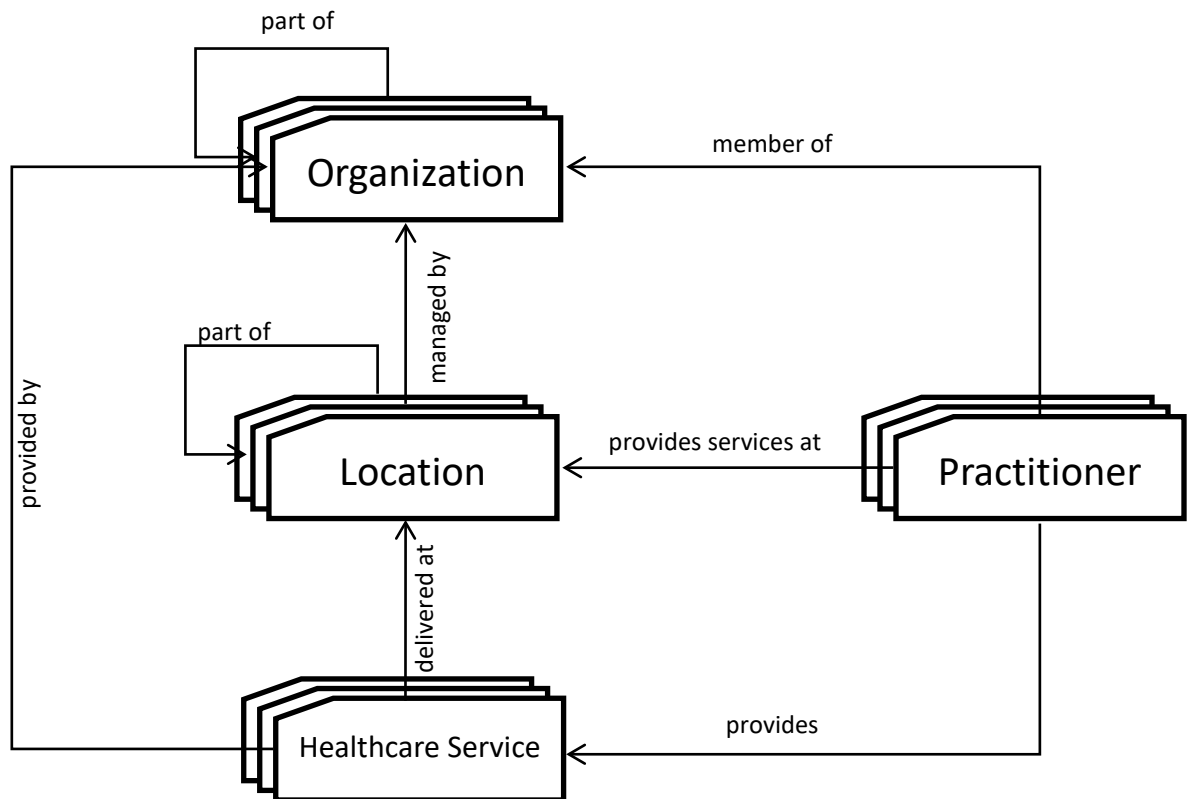 part of
Organization
member of
managed by
part of
provided by
Location
provides services at
Practitioner
delivered at
Healthcare Service
provides